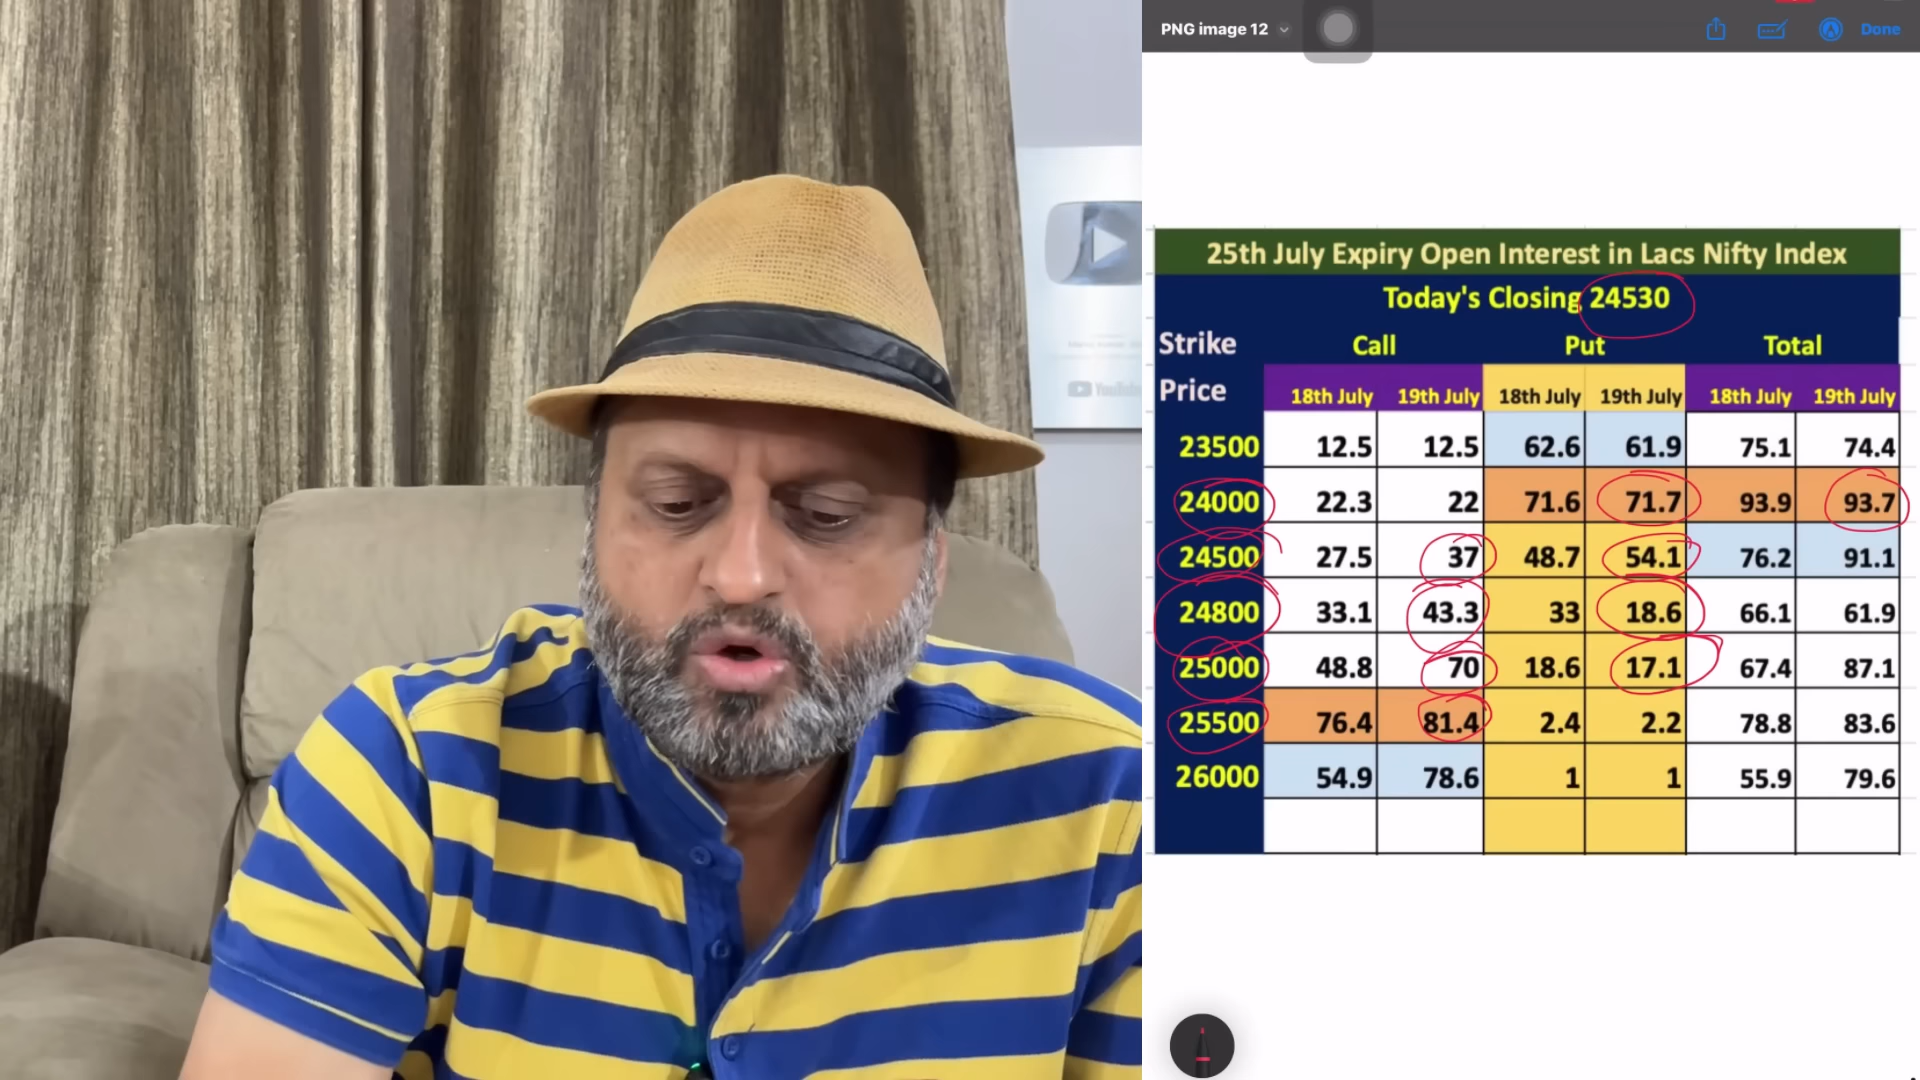 PNG image 12
Done
YouTube
25th July Expiry Open Interest in Lacs Nifty Index
Today's Closing 24530
Strike Price Call Put Total
18th July 19th July 18th July 19th July 18th July 19th July
23500 12.5 12.5 62.6 61.9 75.1 74.4
24000 22.3 22 71.6 71.7 93.9 93.7
24500 27.5 37 48.7 54.1 76.2 91.1
24800 33.1 43.3 33 18.6 66.1 61.9
25000 48.8 70 18.6 17.1 67.4 87.1
25500 76.4 81.4 2.4 2.2 78.8 83.6
26000 54.9 78.6 1 1 55.9 79.6